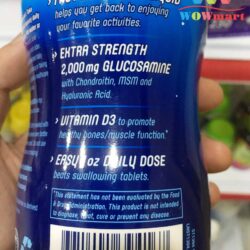 WOWmart
helps you get back to enjoying
your favorite activities.
EXTRA STRENGTH
2,000mg GLUCOSAMINE
with Chondroitin, MSM and
Hyaluronic Acid.
VITAMIN D3 to promote
healthy bones/muscle function.*
EASY 1oz DAILY DOSE
beats swallowing tablets.
*This statement has not been evaluated by the Food
& Drug Administration. This product is not intended
to diagnose, treat, cure or prevent any disease.